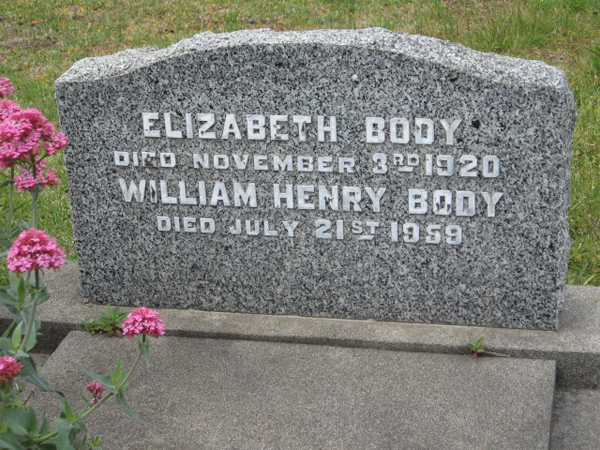 ELIZABETH BODY
DIED NOVEMBER 3RD 1920
WILLIAM HENRY BODY
DIED JULY 21ST 1959